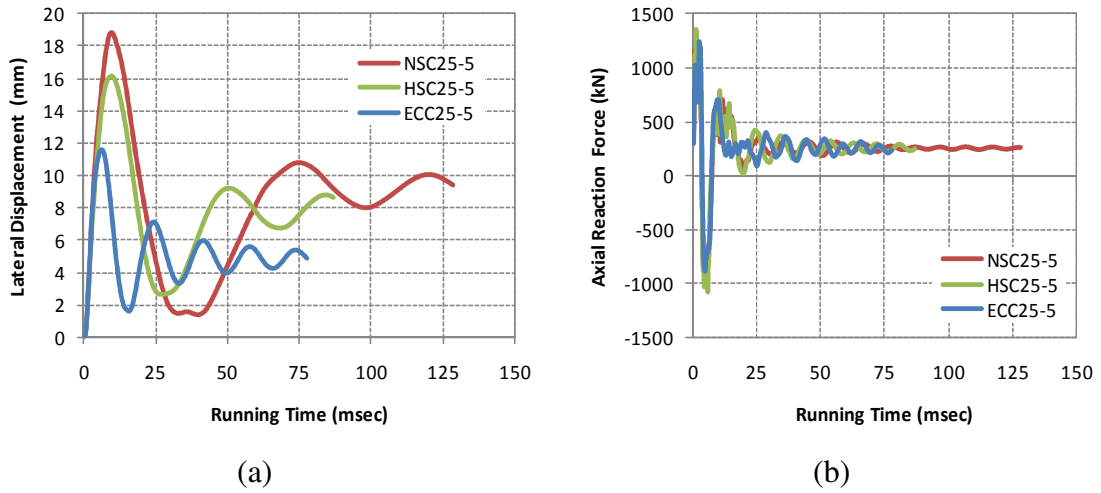 Lateral Displacement (mm)
20
18
16
14
12
10
8
6
4
2
0
NSC25-5
HSC25-5
ECC25-5
0 25 50 75 100 125 150
Running Time (msec)
(a)
Axial Reaction Force (kN)
1500
1000
500
0
-500
-1000
-1500
NSC25-5
HSC25-5
ECC25-5
0 25 50 75 100 125 150
Running Time (msec)
(b)